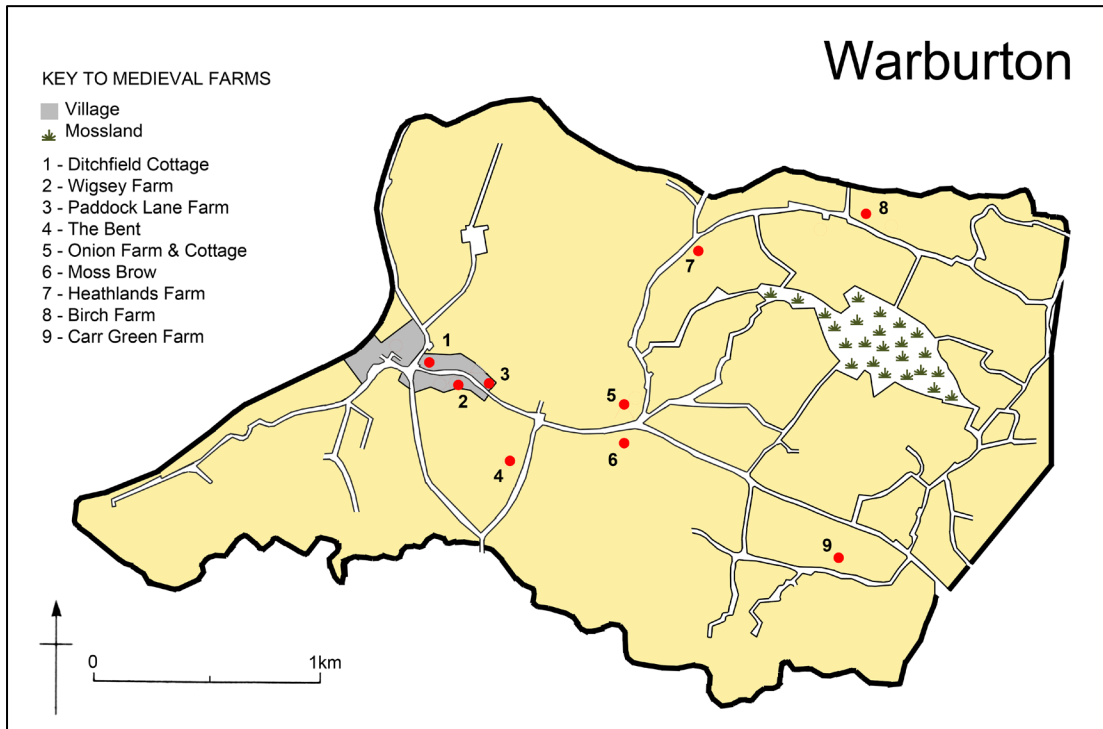 Warburton
KEY TO MEDIEVAL FARMS
Village
Mossland
1 - Ditchfield Cottage
2 - Wigsey Farm
3 - Paddock Lane Farm
4 - The Bent
5 - Onion Farm & Cottage
6 - Moss Brow
7 - Heathlands Farm
8 - Birch Farm
9 - Carr Green Farm
8
7
1
3
2
5
6
4
9
0 1km